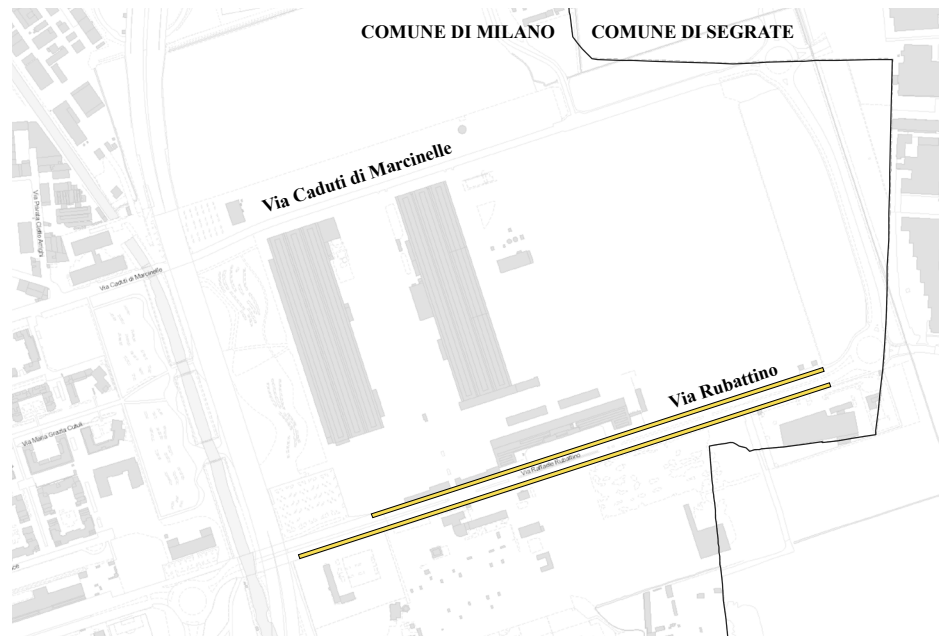 COMUNE DI MILANO
COMUNE DI SEGRATE
Via Caduti di Marcinelle
Via Caduti di Marcinelle
Via Rubattino
Via Maria Grazia Cutuli
Via Raffaele Rubattino